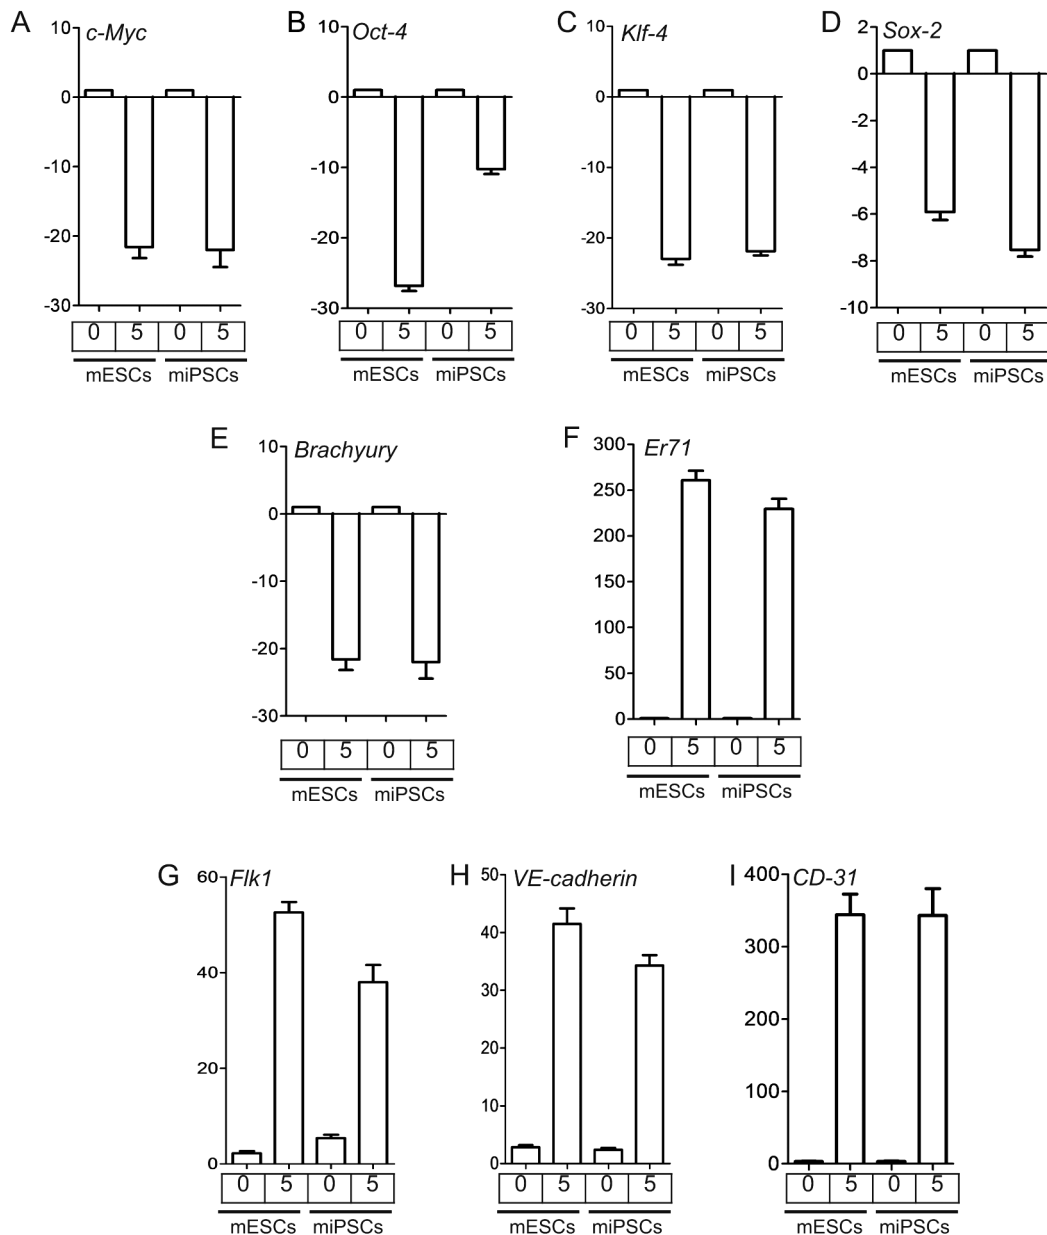 A c-Myc
10
0
-10
-20
-30
0 5 0 5
mESCs miPSCs
B Oct-4
10
0
-10
-20
-30
0 5 0 5
mESCs miPSCs
C Klf-4
10
0
-10
-20
-30
0 5 0 5
mESCs miPSCs
D Sox-2
2
0
-2
-4
-6
-8
-10
0 5 0 5
mESCs miPSCs
E Brachyury
10
0
-10
-20
-30
0 5 0 5
mESCs miPSCs
F Er71
300
250
200
150
100
50
0
0 5 0 5
mESCs miPSCs
G Flk1
60
40
20
0
0 5 0 5
mESCs miPSCs
H VE-cadherin
50
40
30
20
10
0
0 5 0 5
mESCs miPSCs
I CD-31
400
300
200
100
0
0 5 0 5
mESCs miPSCs